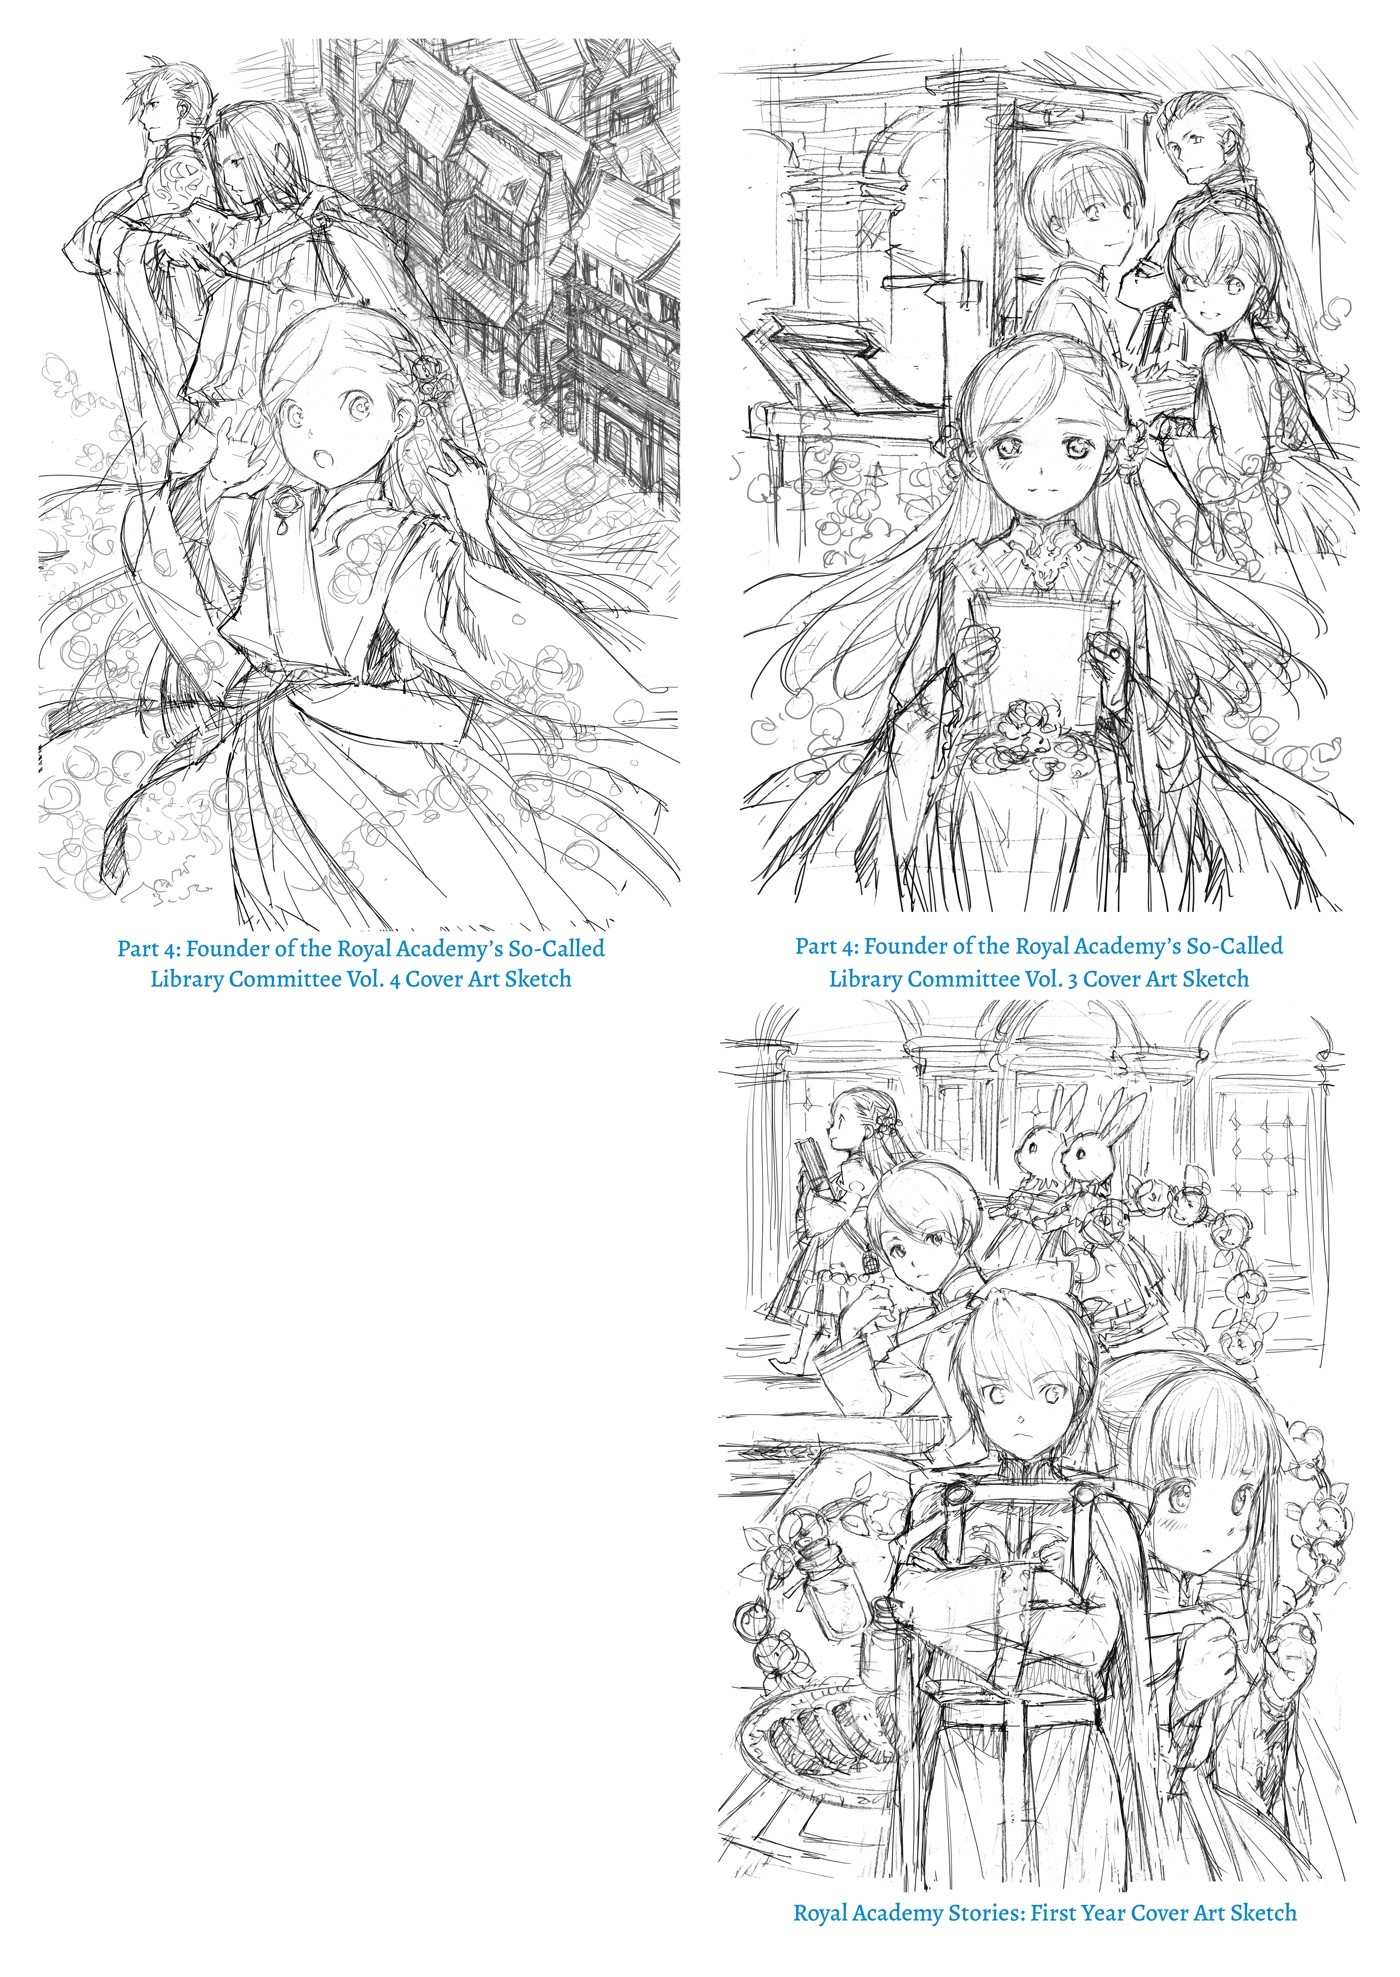 Part 4: Founder of the Royal Academy’s So-Called
Library Committee Vol. 4 Cover Art Sketch
Part 4: Founder of the Royal Academy’s So-Called
Library Committee Vol. 3 Cover Art Sketch
Royal Academy Stories: First Year Cover Art Sketch